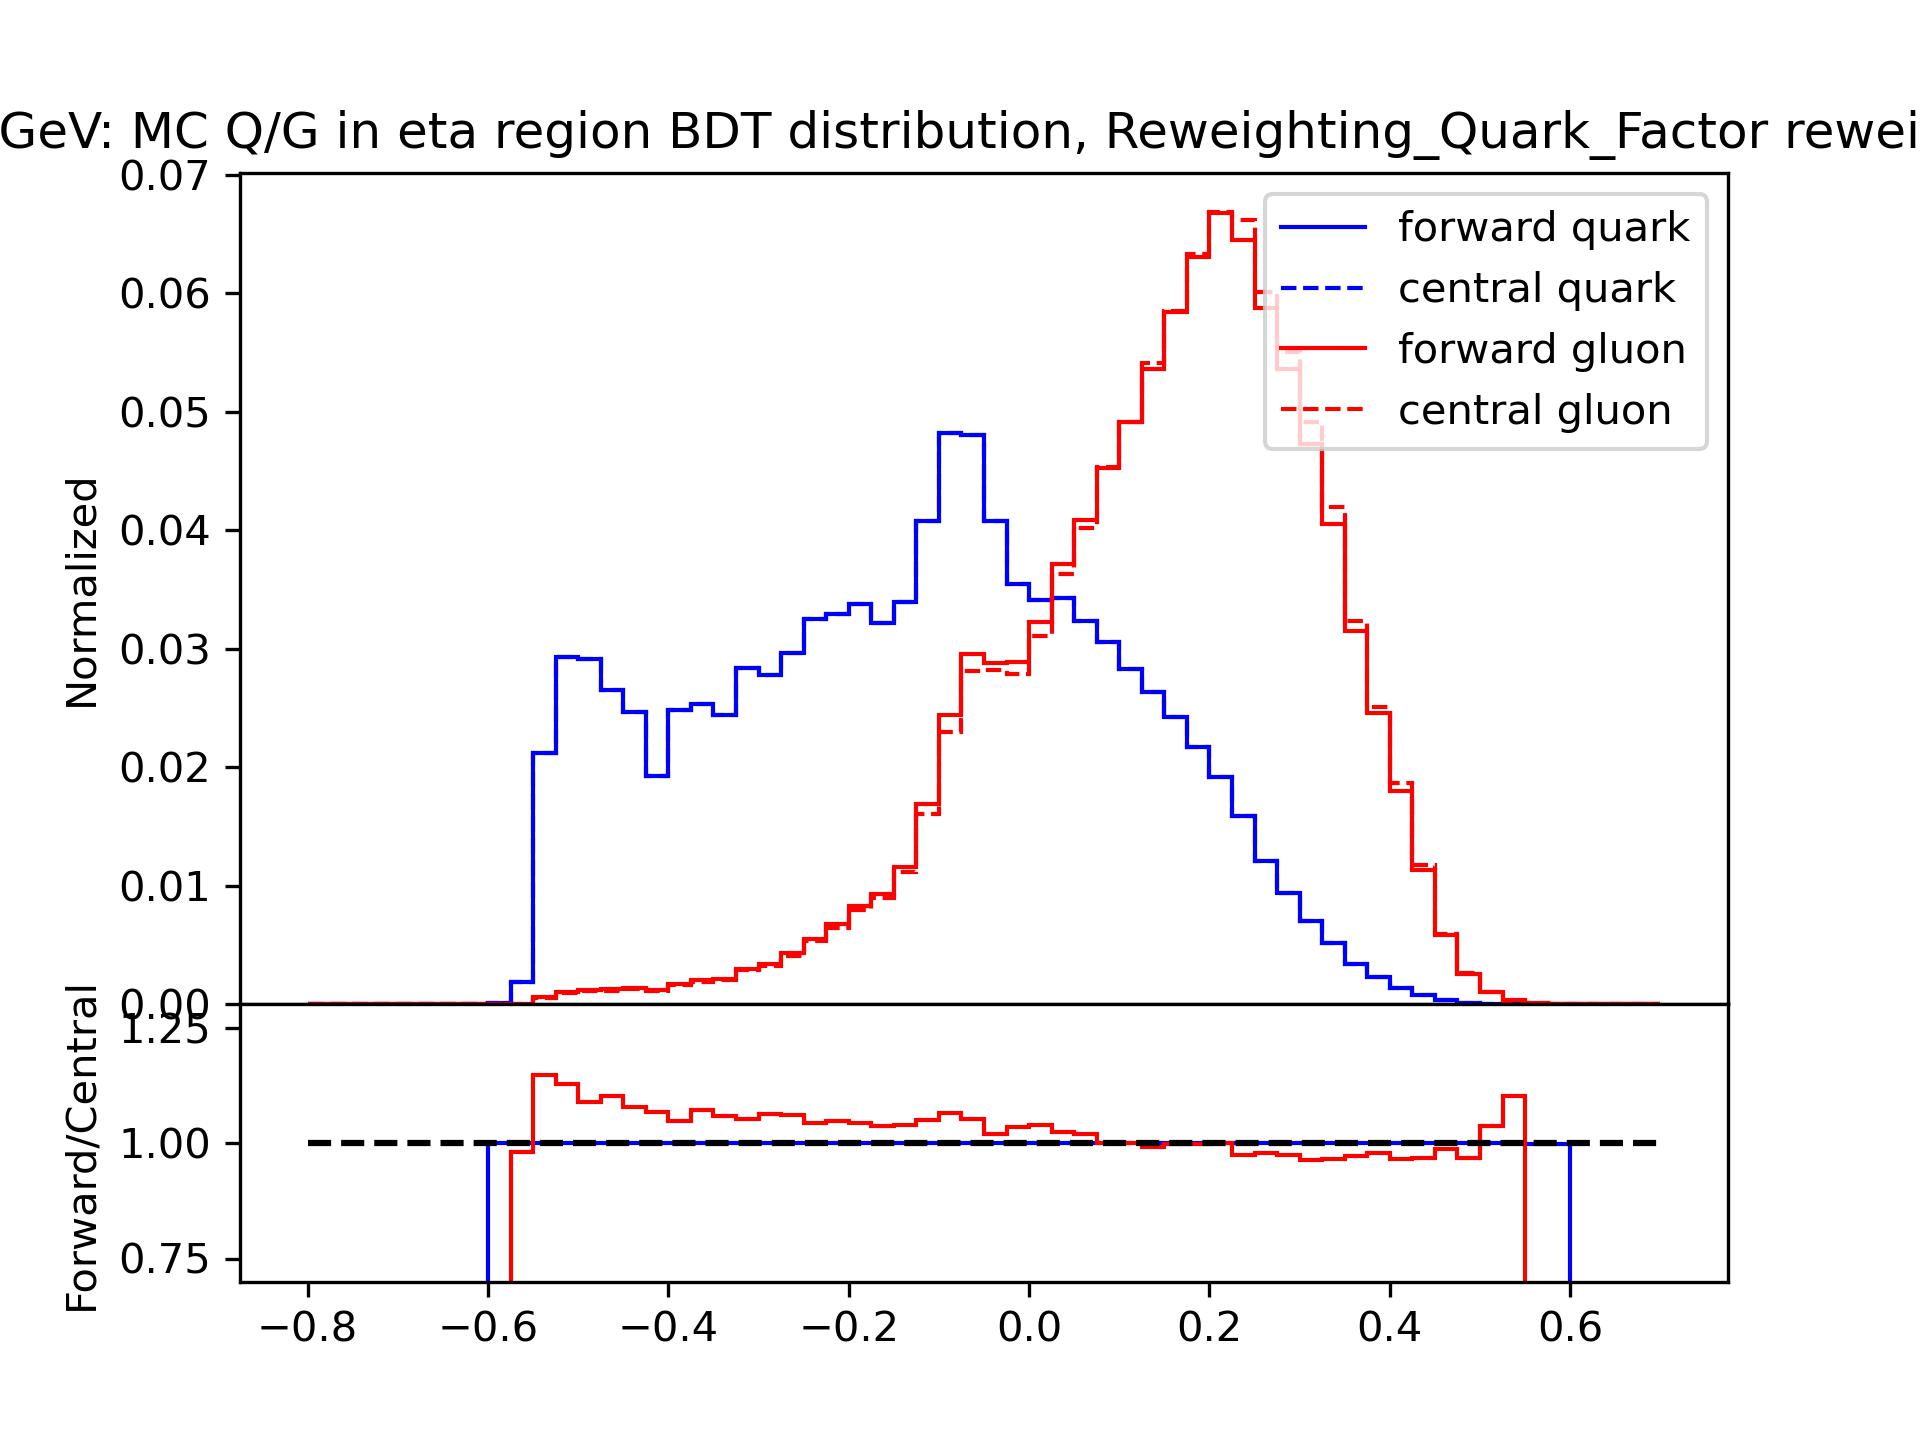 GeV: MC Q/G in eta region BDT distribution, Reweighting_Quark_Factor rewei
0.07
0.06
0.05
0.04
0.03
0.02
0.01
0.00
Normalized
forward quark
central quark
forward gluon
central gluon
1.25
1.00
0.75
Forward/Central
−0.8 −0.6 −0.4 −0.2 0.0 0.2 0.4 0.6